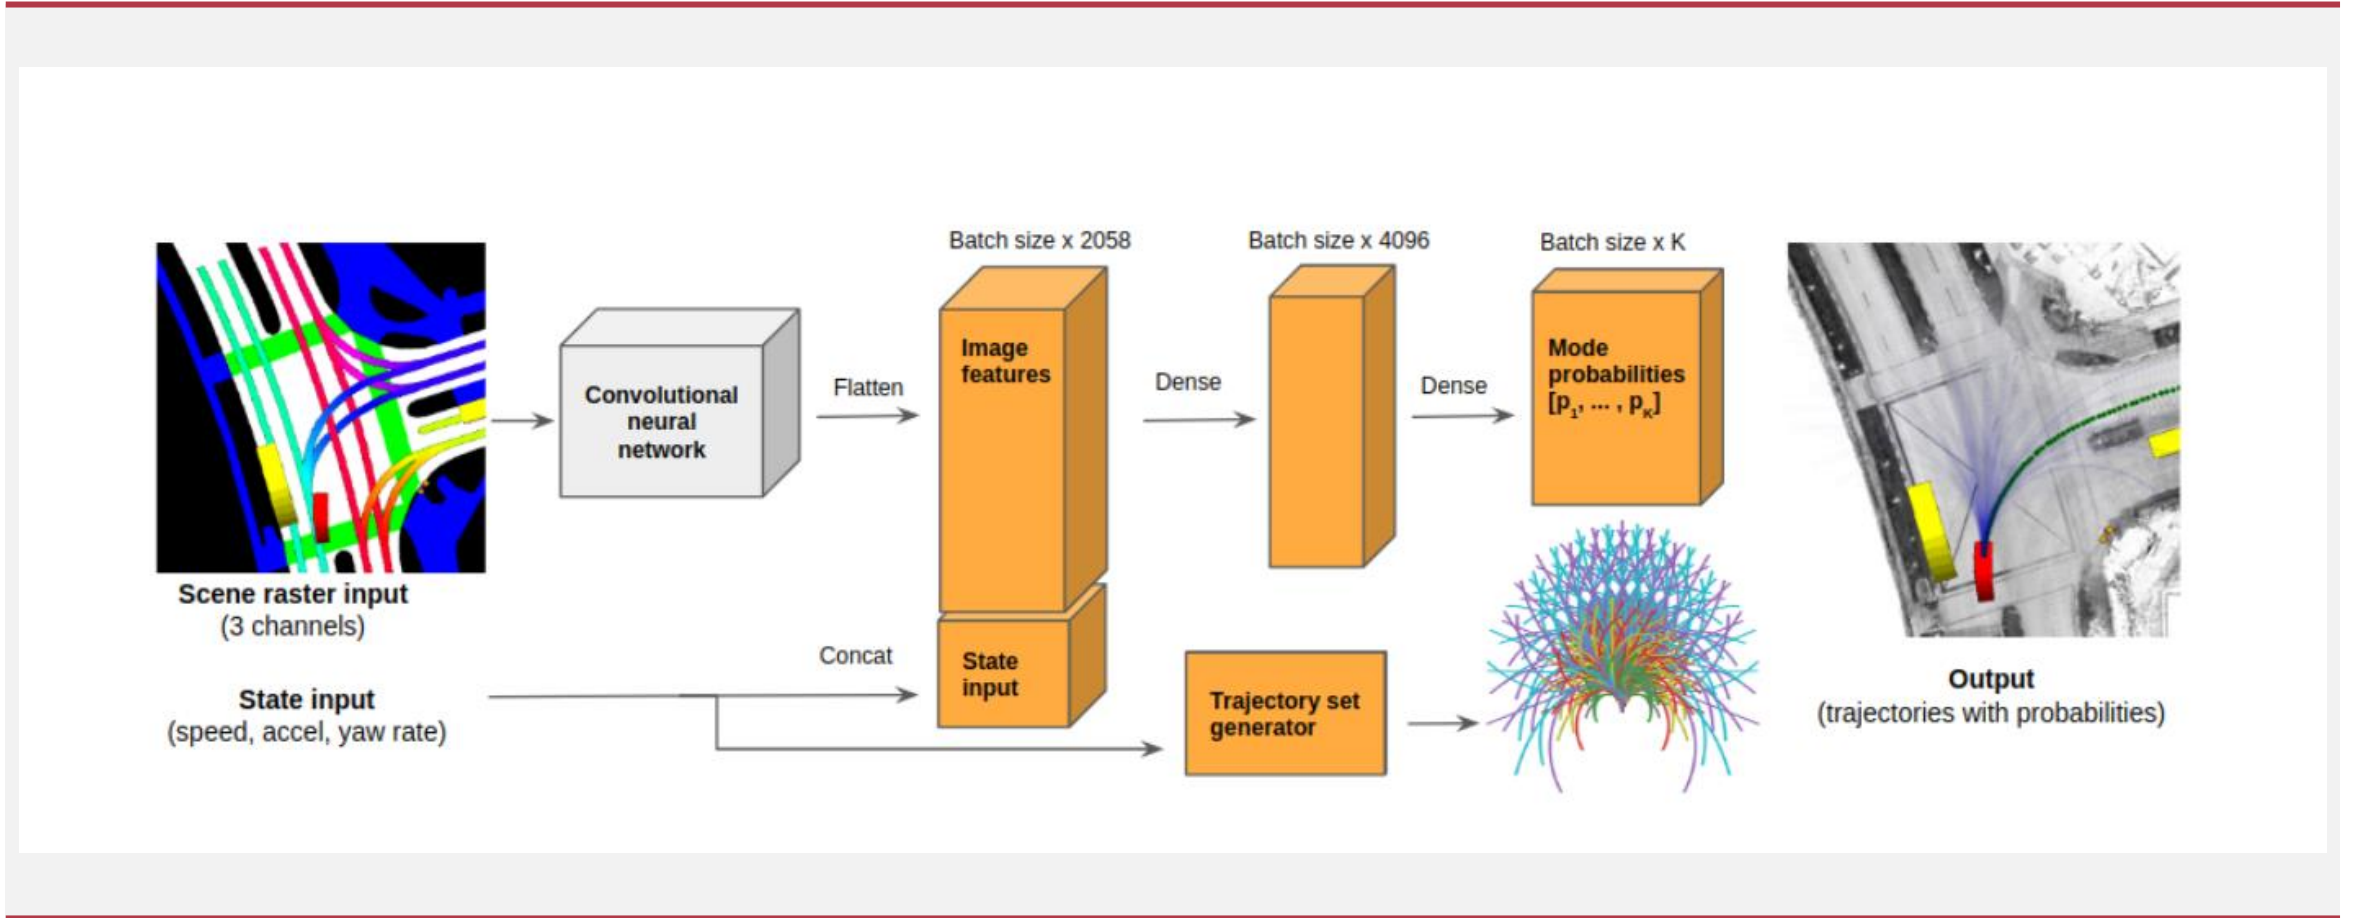 Batch size x 2058
Batch size x 4096
Batch size x K
Image
features
Mode
probabilities
[p1, ... , pK]
Convolutional
neural
network
Flatten
Dense
Dense
Scene raster input
(3 channels)
Concat
State
input
State input
(speed, accel, yaw rate)
Trajectory set
generator
Output
(trajectories with probabilities)